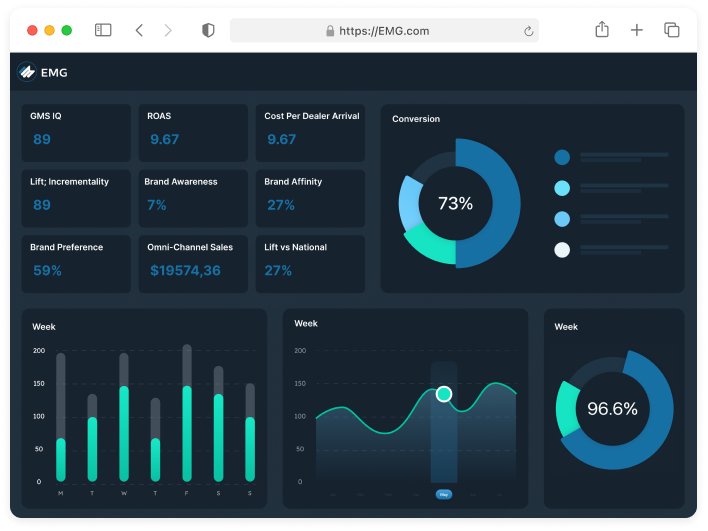 https://EMG.com
EMG
GMS IQ
89
ROAS
9.67
Cost Per Dealer Arrival
9.67
Lift; Incrementality
89
Brand Awareness
7%
Brand Affinity
27%
Brand Preference
59%
Omni-Channel Sales
$19574,36
Lift vs National
27%
Conversion
73%
Week
200
150
100
50
0
M T W T F S S
Week
200
150
100
50
0
May
Week
96.6%